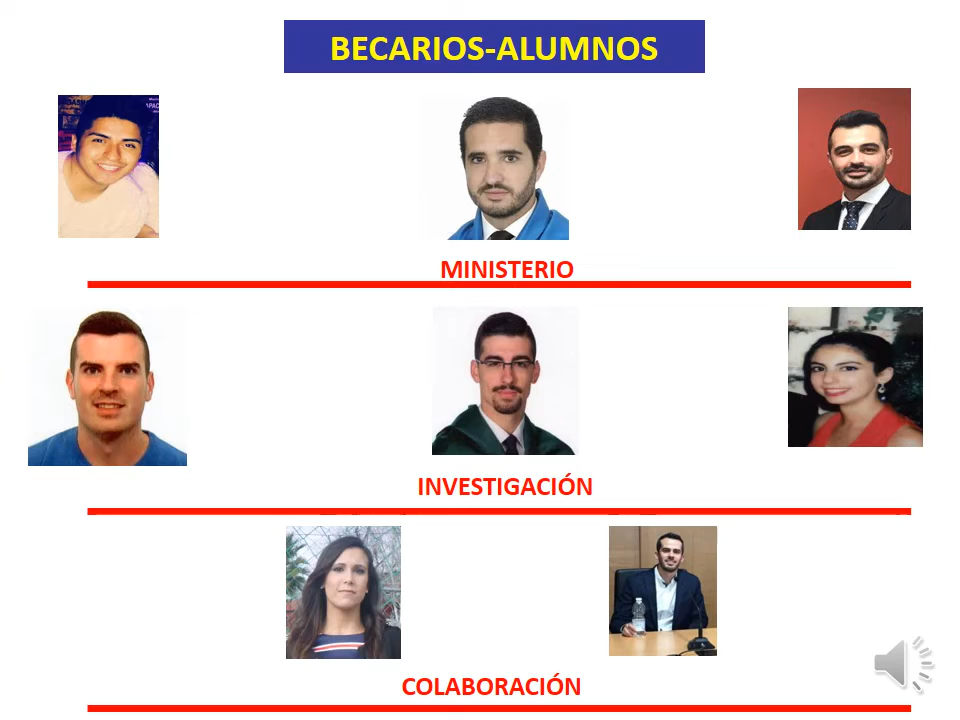 BECARIOS-ALUMNOS
MINISTERIO
INVESTIGACIÓN
COLABORACIÓN